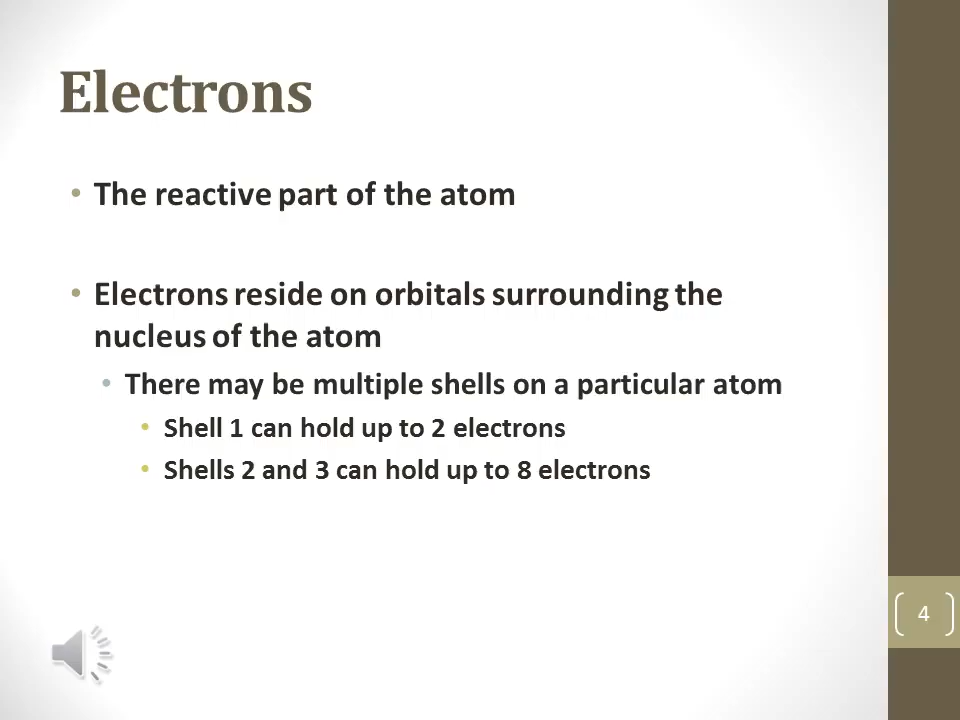 Electrons
• The reactive part of the atom
• Electrons reside on orbitals surrounding the
nucleus of the atom
• There may be multiple shells on a particular atom
• Shell 1 can hold up to 2 electrons
• Shells 2 and 3 can hold up to 8 electrons
4